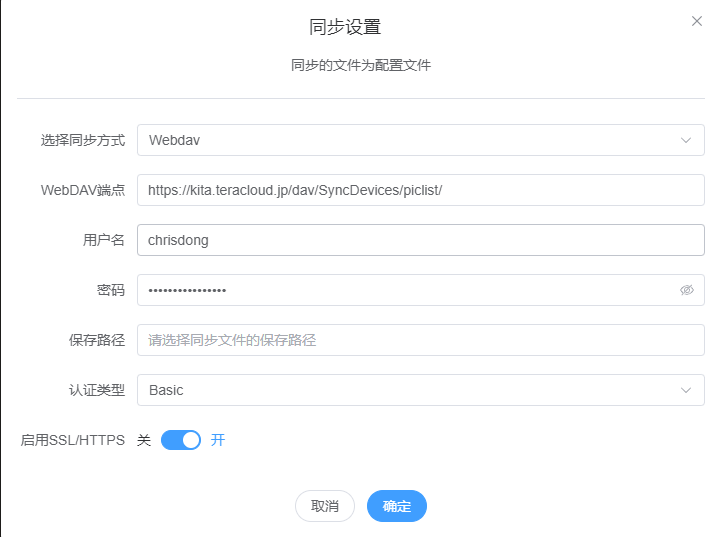 同步设置
同步的文件为配置文件
选择同步方式 Webdav
WebDAV端点 https://kita.teracloud.jp/dav/SyncDevices/piclist/
用户名 chrisdong
密码 ••••••••••••••••
保存路径 请选择同步文件的保存路径
认证类型 Basic
启用SSL/HTTPS 关 开
取消 确定